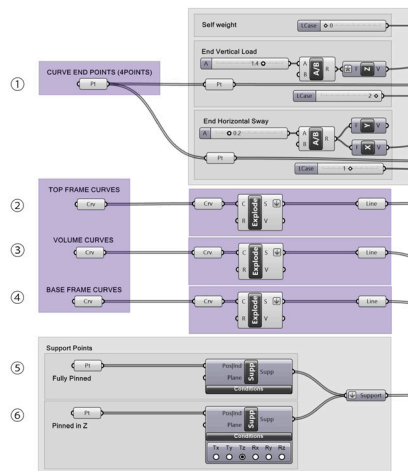 Self weight
LCase 0
End Vertical Load
A 1.4 A B A/B R F Z V
CURVE END POINTS (4POINTS)
1 Pt Pt
LCase 2
End Horizontal Sway
A 0.2 A B A/B R F Y V
F X V
Pt
LCase 1
TOP FRAME CURVES
2 Crv Crv C R Explode S V Line
VOLUME CURVES
3 Crv Crv C R Explode S V Line
BASE FRAME CURVES
4 Crv Crv C R Explode S V Line
Support Points
5 Pt Pos|Ind Plane Supp Supp
Fully Pinned
Conditions
Support
6 Pt Pos|Ind Plane Supp Supp
Pinned in Z
Conditions
Tx Ty Tz Rx Ry Rz